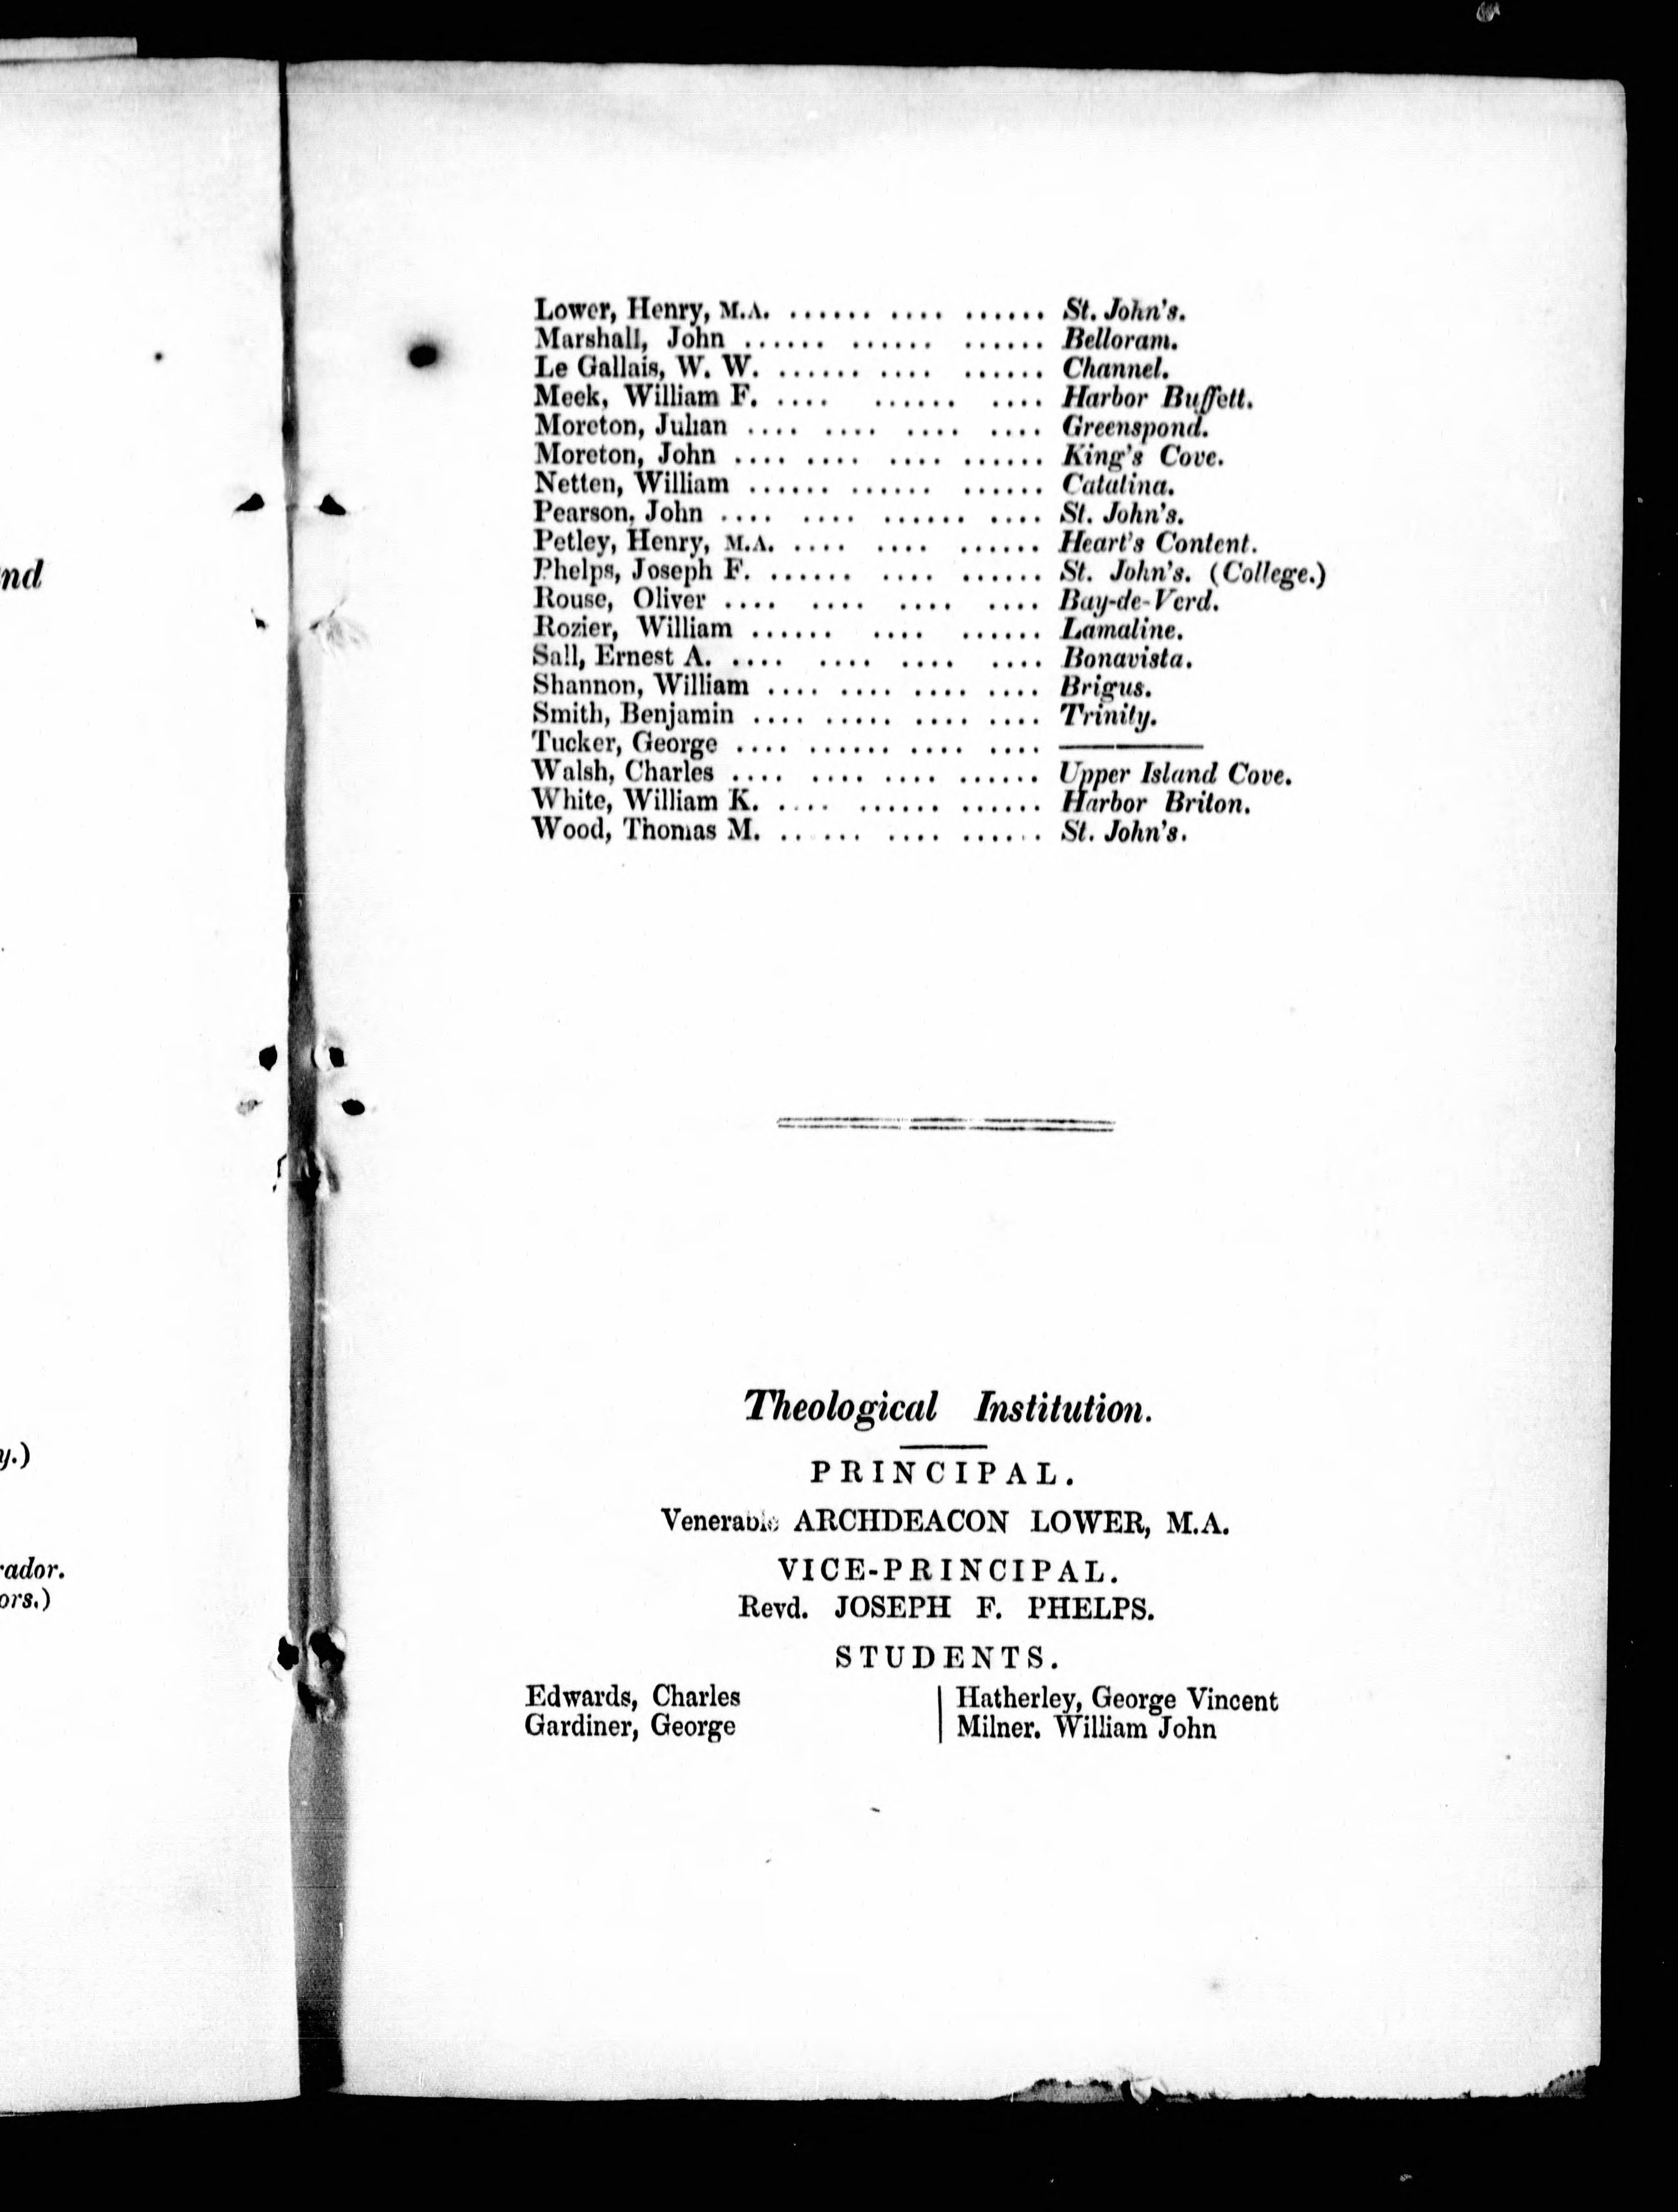 nd
y.)
rador.
ors.)
Lower, Henry, M.A. ...... .... ...... St. John's.
Marshall, John ...... ...... ...... Belloram.
Le Gallais, W. W. ...... .... ...... Channel.
Meek, William F. .... ...... .... Harbor Buffett.
Moreton, Julian .... .... .... .... Greenspond.
Moreton, John .... .... .... ...... King's Cove.
Netten, William ...... ...... ...... Catalina.
Pearson, John .... .... ...... .... St. John's.
Petley, Henry, M.A. .... .... ...... Heart's Content.
Phelps, Joseph F. ...... .... ...... St. John's. (College.)
Rouse, Oliver .... .... .... .... Bay-de-Verd.
Rozier, William ...... .... ...... Lamaline.
Sall, Ernest A. .... .... .... .... Bonavista.
Shannon, William .... .... .... .... Brigus.
Smith, Benjamin .... ..... .... .... Trinity.
Tucker, George .... ...... .... .... ————
Walsh, Charles .... .... .... ...... Upper Island Cove.
White, William K. .... ...... ...... Harbor Briton.
Wood, Thomas M. ...... .... ...... St. John's.
Theological Institution.
PRINCIPAL.
Venerable ARCHDEACON LOWER, M.A.
VICE-PRINCIPAL.
Revd. JOSEPH F. PHELPS.
STUDENTS.
Edwards, Charles | Hatherley, George Vincent
Gardiner, George | Milner. William John